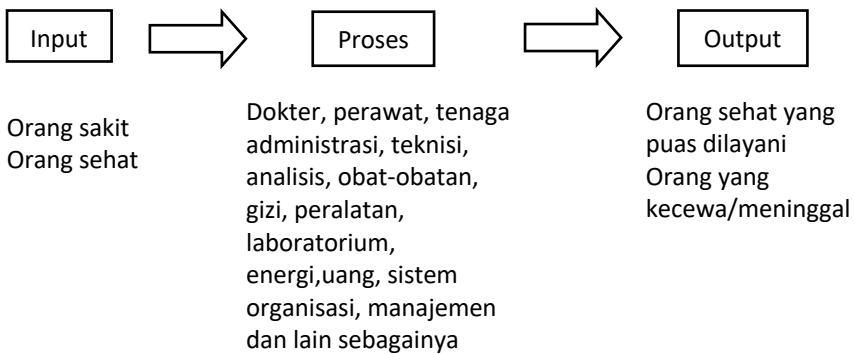 Input
Proses
Output
Orang sakit
Orang sehat
Dokter, perawat, tenaga
administrasi, teknisi,
analisis, obat-obatan,
gizi, peralatan,
laboratorium,
energi,uang, sistem
organisasi, manajemen
dan lain sebagainya
Orang sehat yang
puas dilayani
Orang yang
kecewa/meninggal